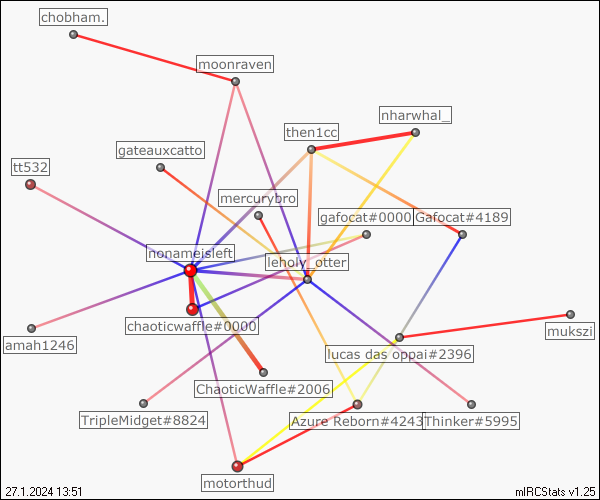 chobham.
moonraven
nharwhal_
then1cc
gateauxcatto
tt532
mercurybro
gafocat#0000
Gafocat#4189
nonameisleft
leholy_otter
chaoticwaffle#0000
mukszi
amah1246
lucas das oppai#2396
ChaoticWaffle#2006
TripleMidget#8824
Azure Reborn#4243
Thinker#5995
motorthud
27.1.2024 13:51
mIRCStats v1.25